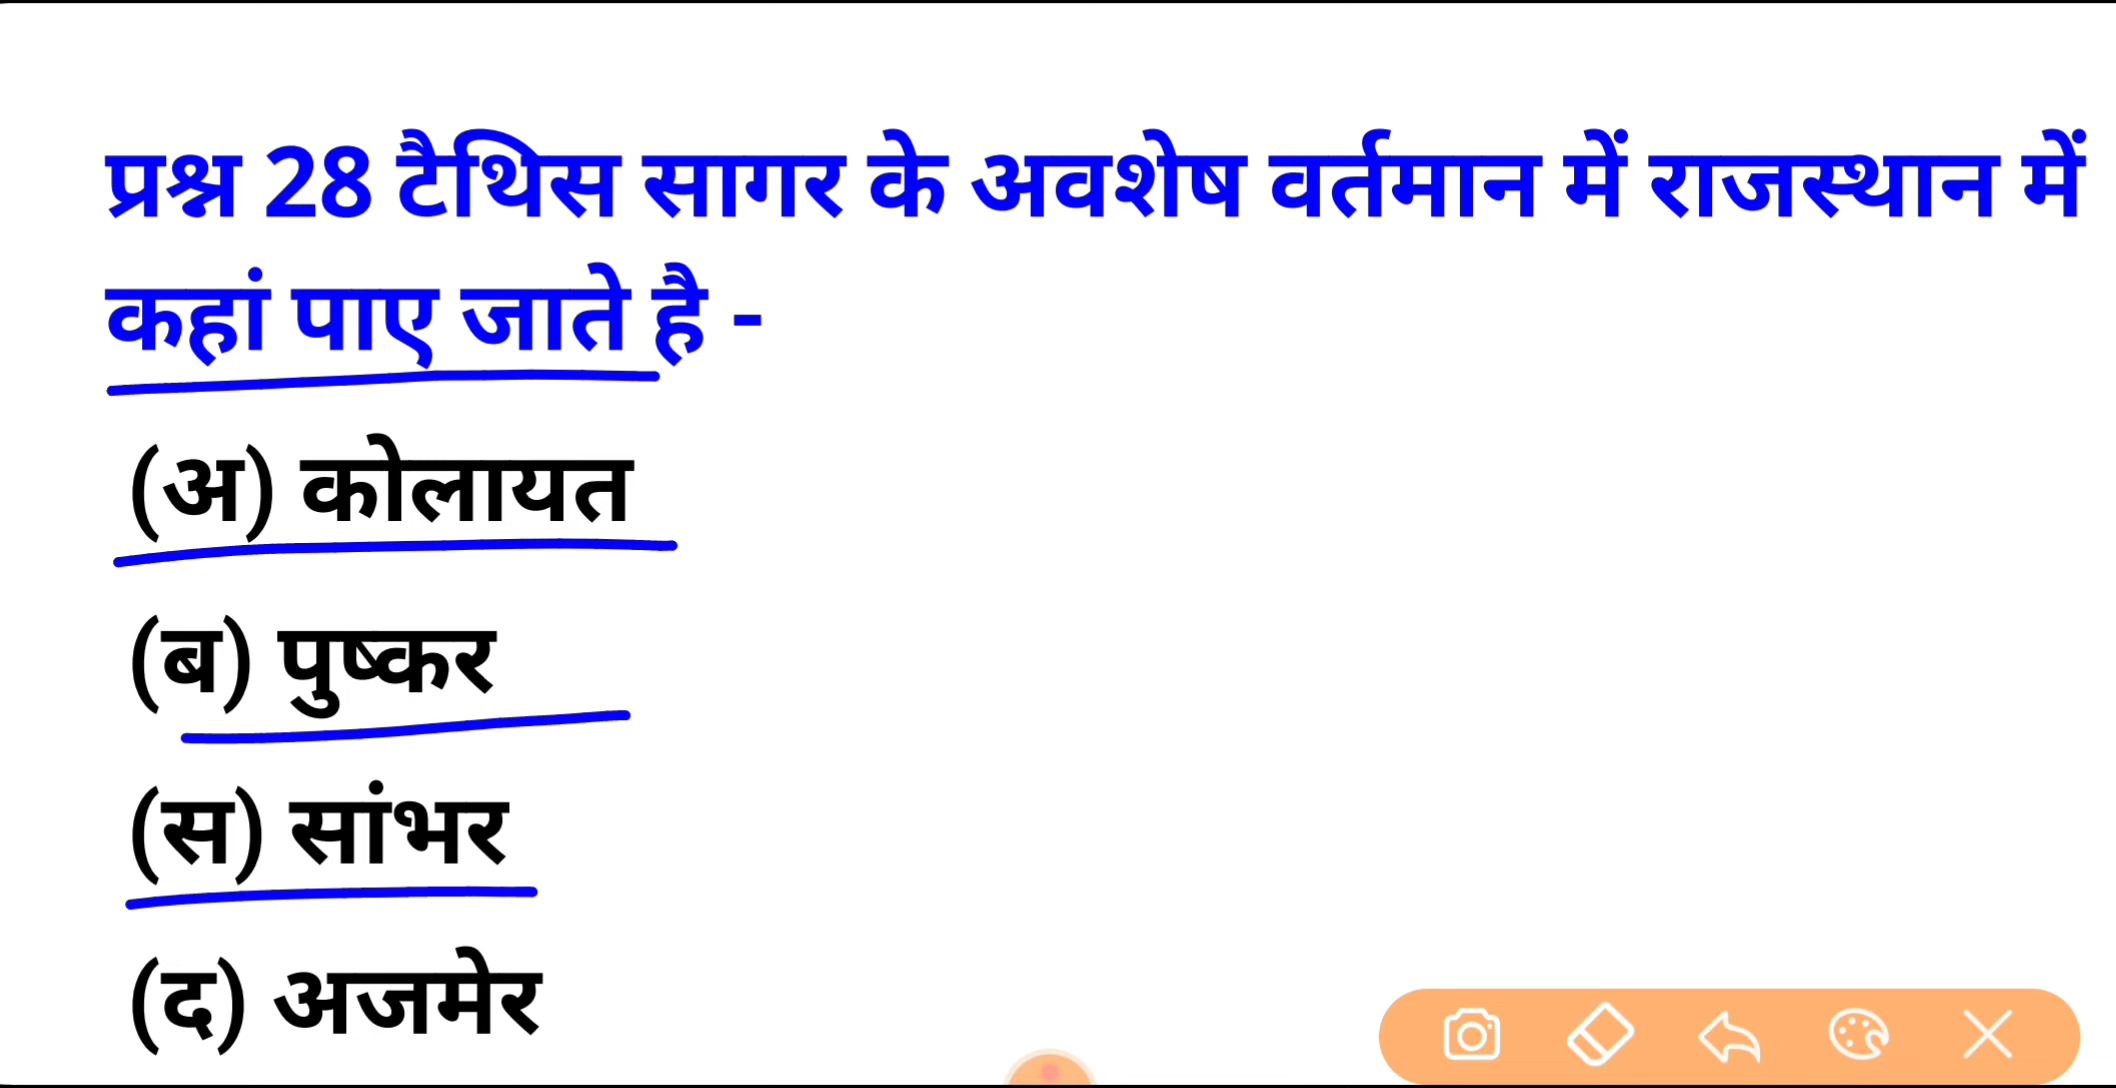 प्रश्न 28 टैथिस सागर के अवशेष वर्तमान में राजस्थान में
कहां पाए जाते है -
(अ) कोलायत
(ब) पुष्कर
(स) सांभर
(द) अजमेर